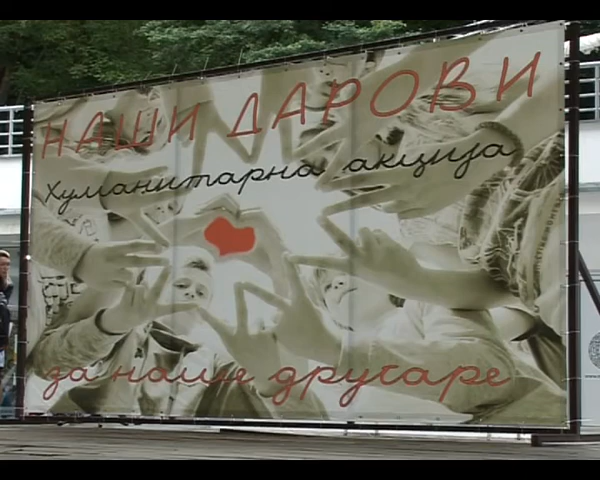 НАШИ ДАРОВИ
Хуманитарна акција
за наше другаре